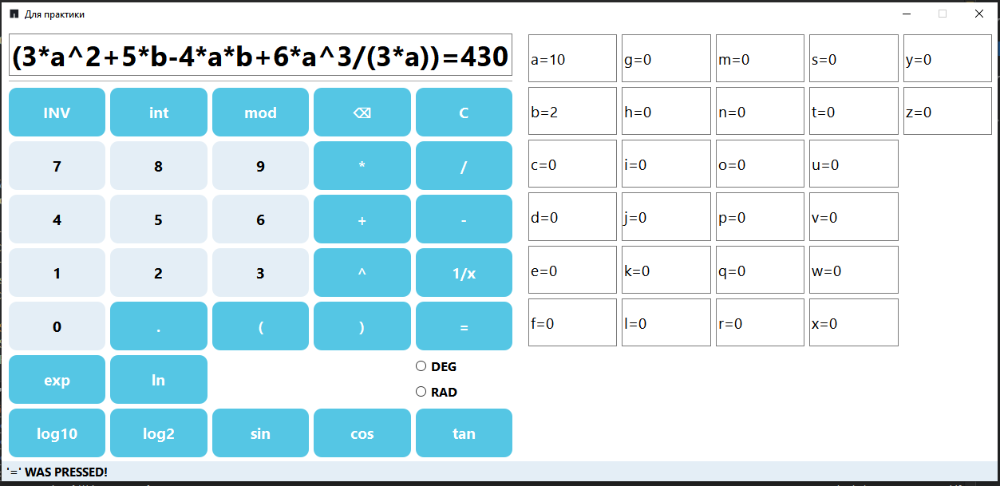 Для практики
(3*a^2+5*b-4*a*b+6*a^3/(3*a))=430
INV int mod ⌫ C
7 8 9 * /
4 5 6 + -
1 2 3 ^ 1/x
0 . ( ) =
exp ln
DEG
RAD
log10 log2 sin cos tan
a=10 g=0 m=0 s=0 y=0
b=2 h=0 n=0 t=0 z=0
c=0 i=0 o=0 u=0
d=0 j=0 p=0 v=0
e=0 k=0 q=0 w=0
f=0 l=0 r=0 x=0
'=' WAS PRESSED!